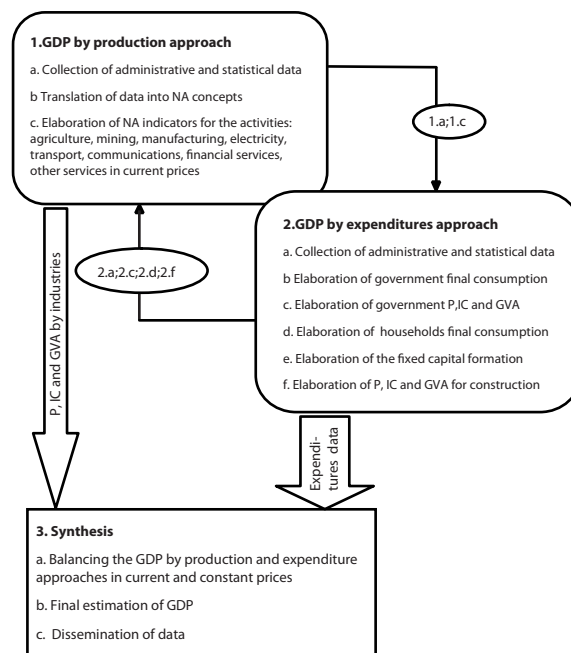 1.GDP by production approach
a. Collection of administrative and statistical data
b Translation of data into NA concepts
c. Elaboration of NA indicators for the activities:
agriculture, mining, manufacturing, electricity,
transport, communications, financial services,
other services in current prices
1.a;1.c
2.GDP by expenditures approach
a. Collection of administrative and statistical data
b Elaboration of government final consumption
c. Elaboration of government P,IC and GVA
d. Elaboration of households final consumption
e. Elaboration of the fixed capital formation
f. Elaboration of P, IC and GVA for construction
2.a;2.c;2.d;2.f
P, IC and GVA by industries
Expendi-
tures data
3. Synthesis
a. Balancing the GDP by production and expenditure
approaches in current and constant prices
b. Final estimation of GDP
c. Dissemination of data